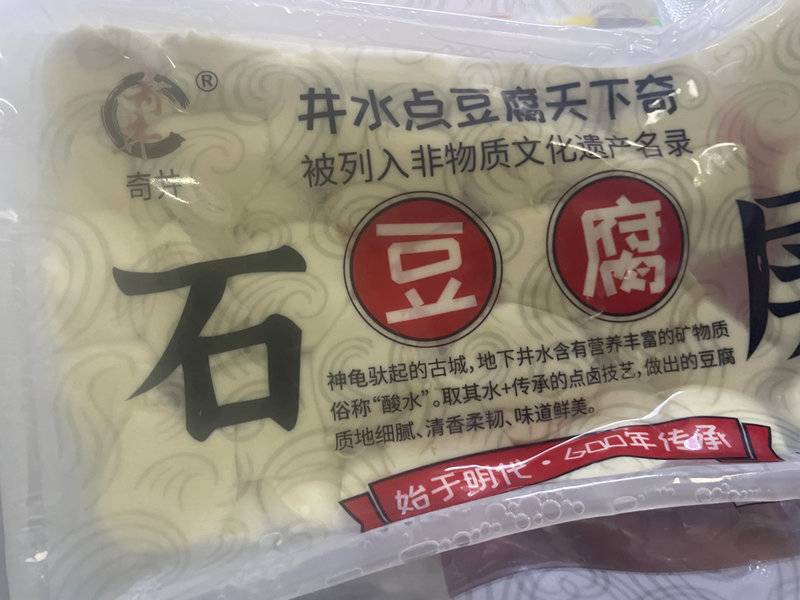 ®
奇片
井水点豆腐天下奇
被列入非物质文化遗产名录
石
豆腐
神龟驮起的古城,地下井水含有营养丰富的矿物质
俗称“酸水”。取其水+传承的点卤技艺,做出的豆腐
质地细腻、清香柔韧、味道鲜美。
始于明代·600年传承